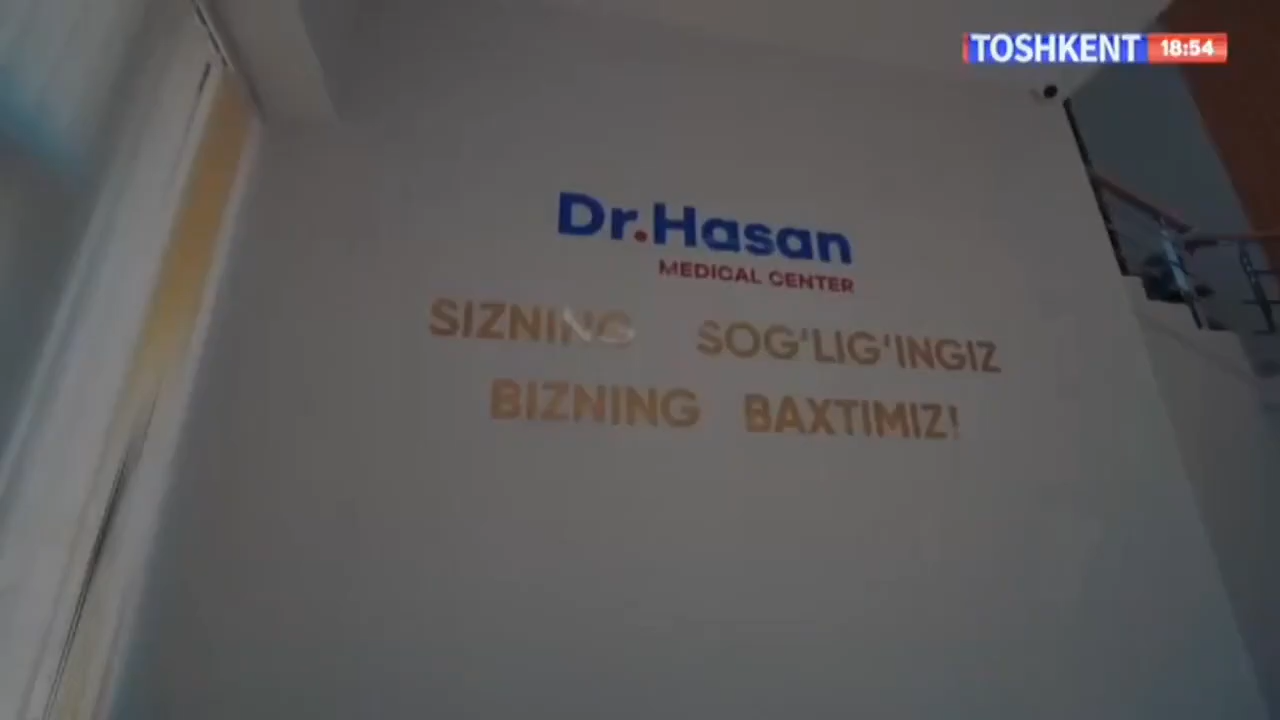 TOSHKENT 18:54
Dr.Hasan
MEDICAL CENTER
SIZNING SOG‘LIG‘INGIZ
BIZNING BAXTIMIZ!